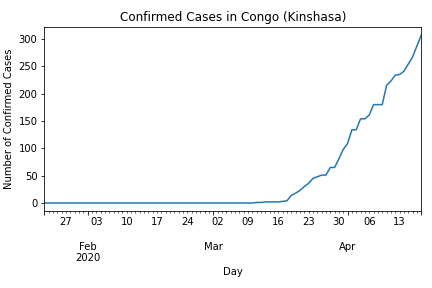 Confirmed Cases in Congo (Kinshasa)
Number of Confirmed Cases
300
250
200
150
100
50
0
27 03 10 17 24 02 09 16 23 30 06 13
Feb Mar Apr
2020
Day